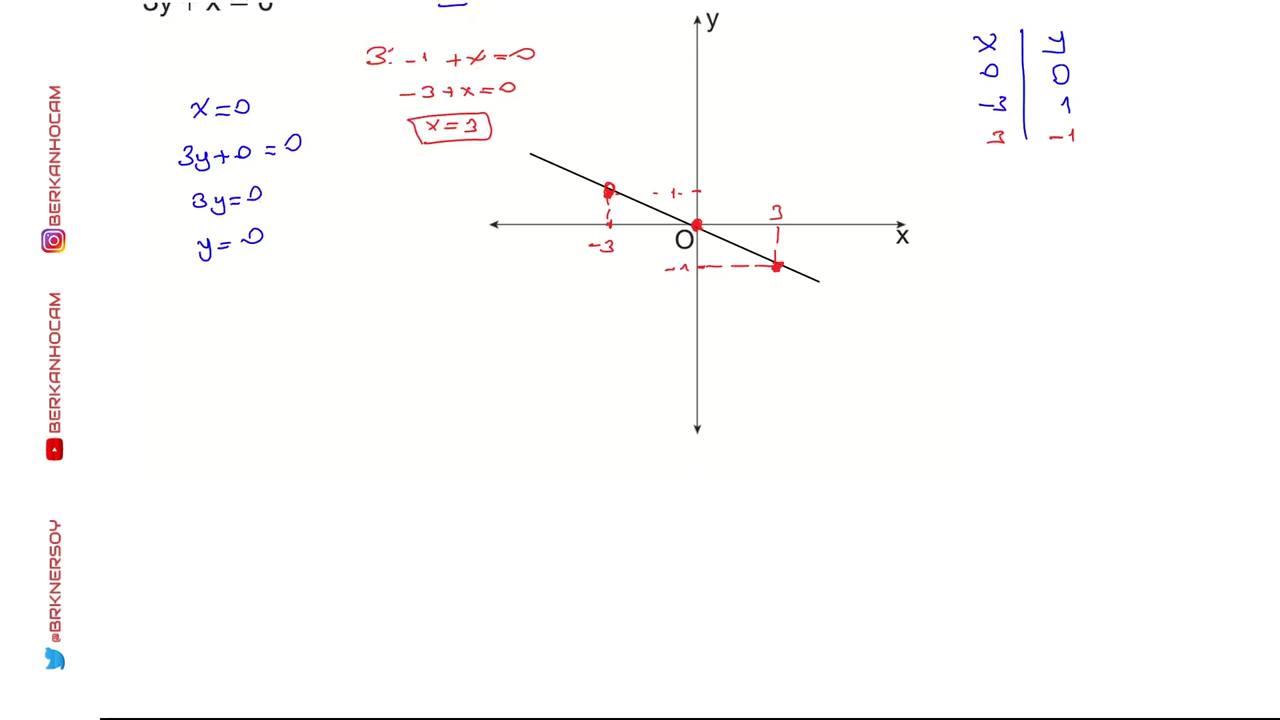 3y + x = 0
x=0
3y+0=0
3y=0
y=0
3·-1+x=0
-3+x=0
x=3
y
x
O
-1-
-3
3
-1
x y
0 0
-3 1
3 -1
BERKANHOCAM
BERKANHOCAM
@BRKNERSOY